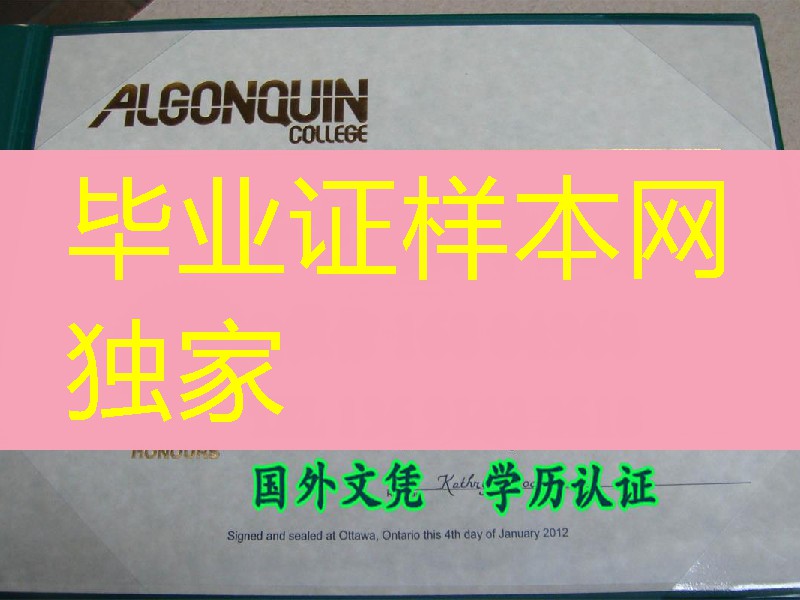 ALGONQUIN
COLLEGE
毕业证样本网
独家
HONOURS
国外文凭 学历认证
Signed and sealed at Ottawa, Ontario this 4th day of January 2012